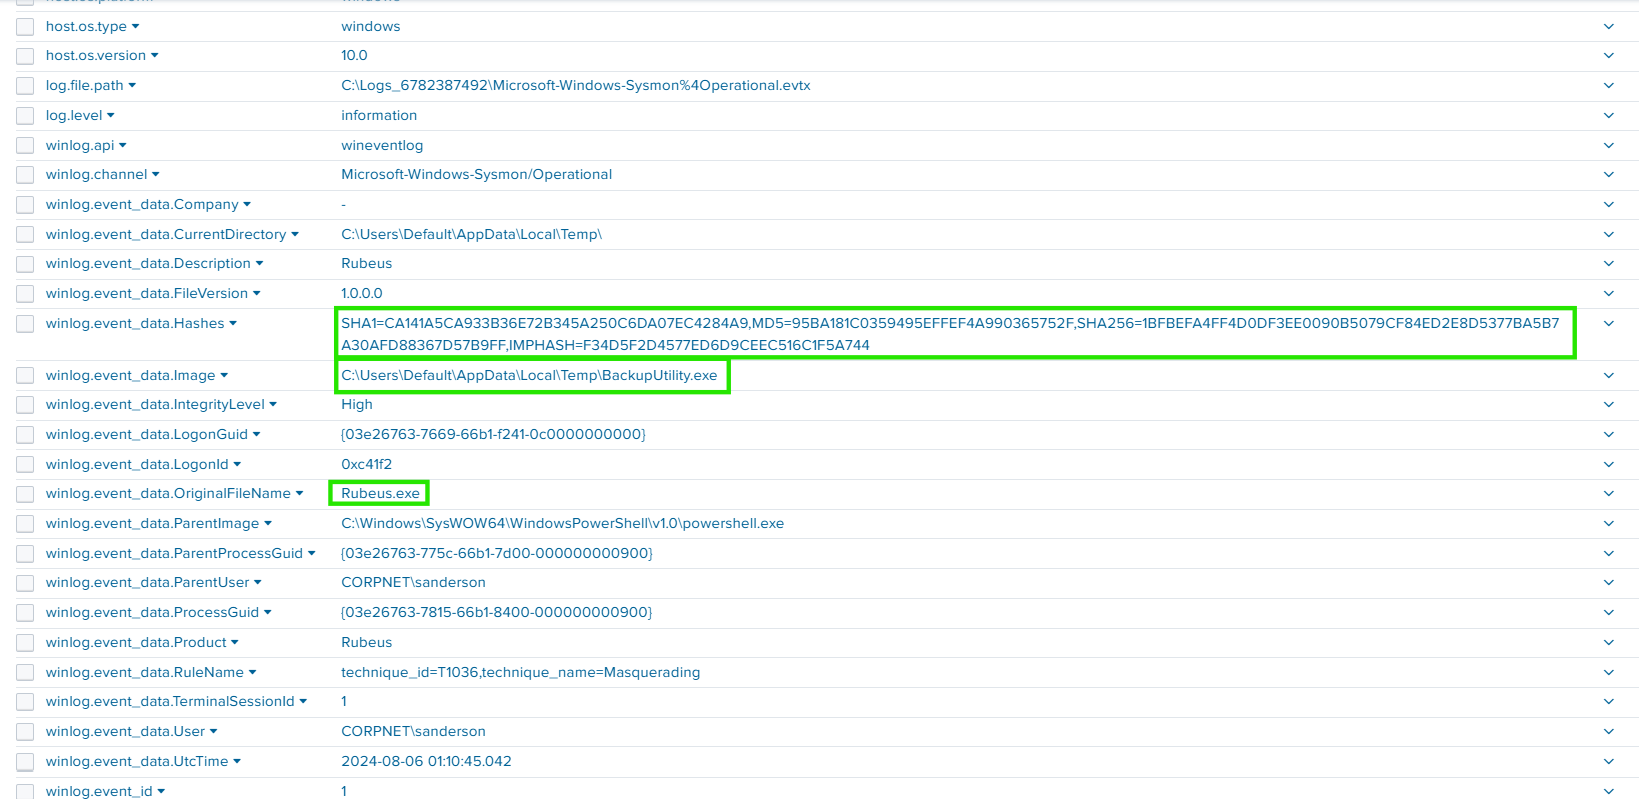 host.os.type windows
host.os.version 10.0
log.file.path C:\Logs_6782387492\Microsoft-Windows-Sysmon%4Operational.evtx
log.level information
winlog.api wineventlog
winlog.channel Microsoft-Windows-Sysmon/Operational
winlog.event_data.Company -
winlog.event_data.CurrentDirectory C:\Users\Default\AppData\Local\Temp\
winlog.event_data.Description Rubeus
winlog.event_data.FileVersion 1.0.0.0
winlog.event_data.Hashes SHA1=CA141A5CA933B36E72B345A250C6DA07EC4284A9,MD5=95BA181C0359495EFFEF4A990365752F,SHA256=1BFBEFA4FF4D0DF3EE0090B5079CF84ED2E8D5377BA5B7
A30AFD88367D57B9FF,IMPHASH=F34D5F2D4577ED6D9CEEC516C1F5A744
winlog.event_data.Image C:\Users\Default\AppData\Local\Temp\BackupUtility.exe
winlog.event_data.IntegrityLevel High
winlog.event_data.LogonGuid {03e26763-7669-66b1-f241-0c0000000000}
winlog.event_data.LogonId 0xc41f2
winlog.event_data.OriginalFileName Rubeus.exe
winlog.event_data.ParentImage C:\Windows\SysWOW64\WindowsPowerShell\v1.0\powershell.exe
winlog.event_data.ParentProcessGuid {03e26763-775c-66b1-7d00-000000000900}
winlog.event_data.ParentUser CORPNET\sanderson
winlog.event_data.ProcessGuid {03e26763-7815-66b1-8400-000000000900}
winlog.event_data.Product Rubeus
winlog.event_data.RuleName technique_id=T1036,technique_name=Masquerading
winlog.event_data.TerminalSessionId 1
winlog.event_data.User CORPNET\sanderson
winlog.event_data.UtcTime 2024-08-06 01:10:45.042
winlog.event_id 1